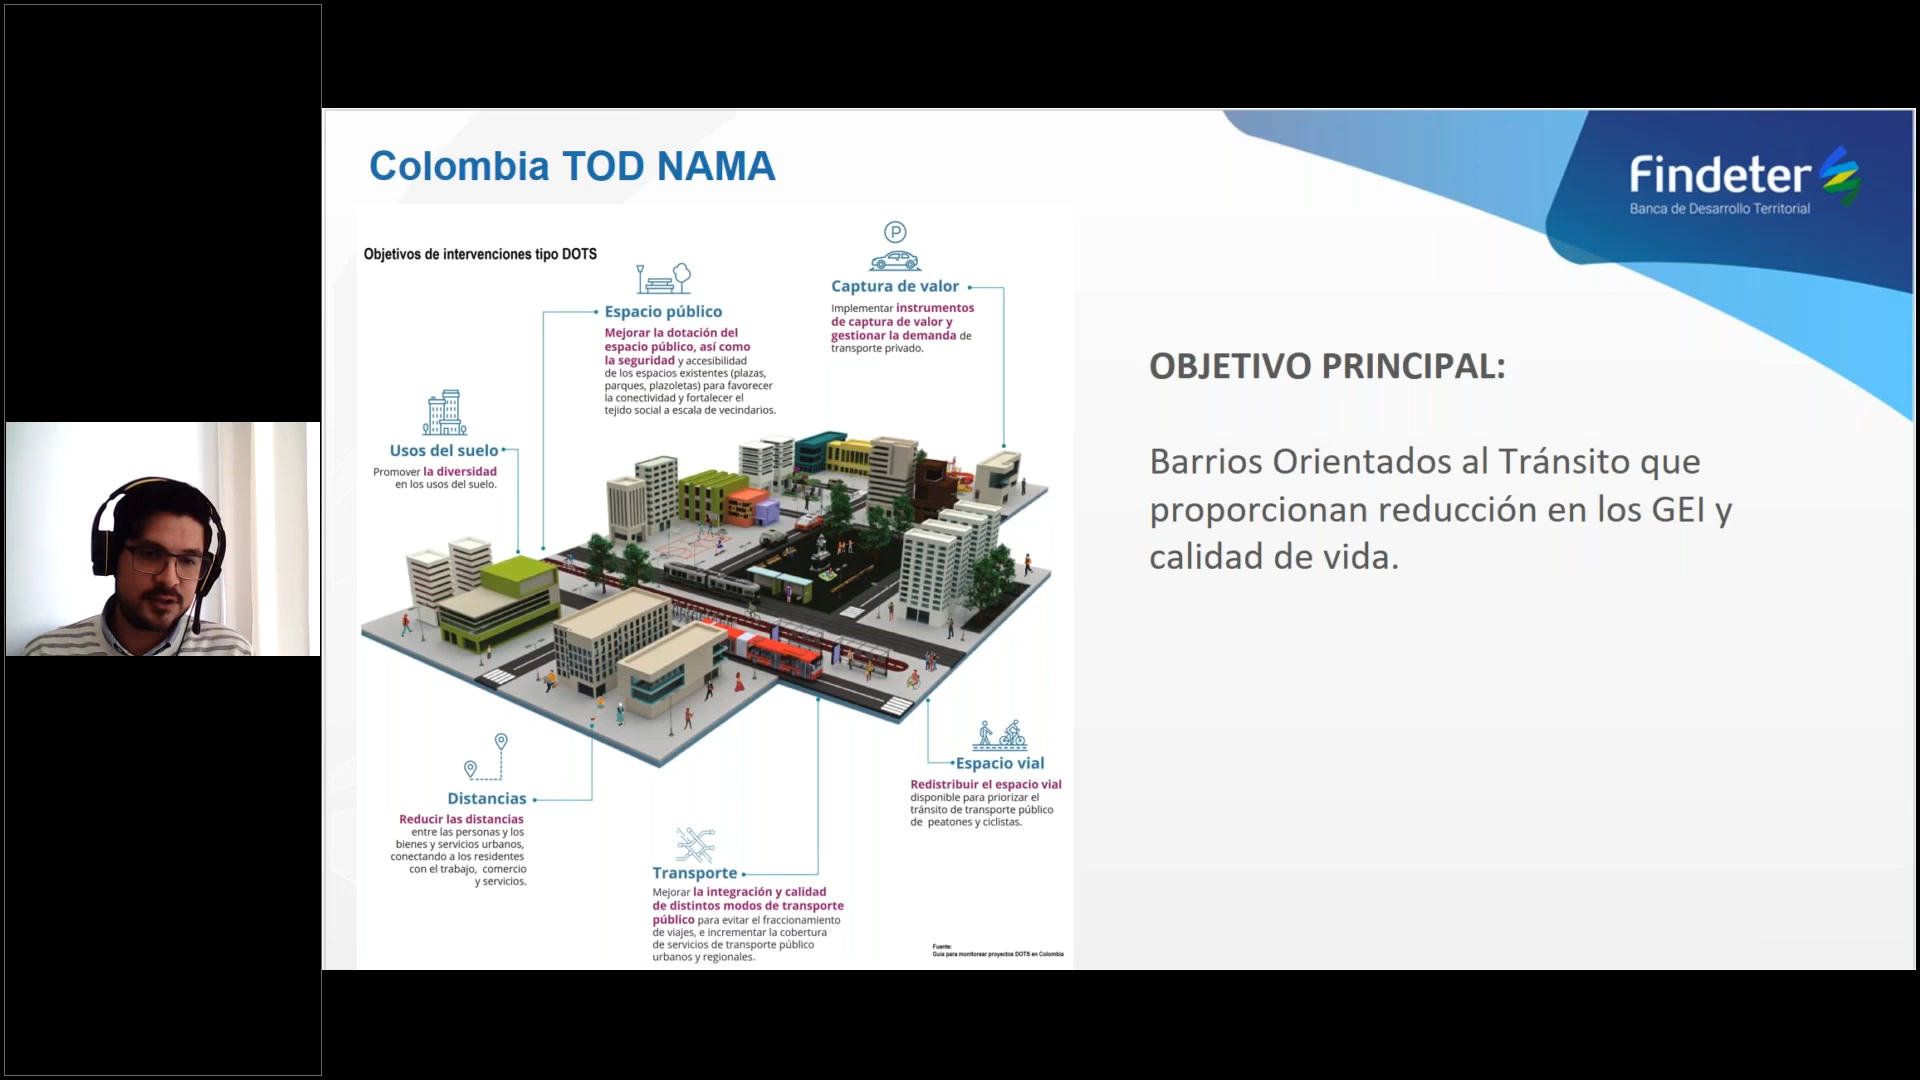 Colombia TOD NAMA
Findeter
Banca de Desarrollo Territorial
Objetivos de intervenciones tipo DOTS
P
Espacio público
Mejorar la dotación del
espacio público, así como
la seguridad y accesibilidad
de los espacios existentes (plazas,
parques, plazoletas) para favorecer
la conectividad y fortalecer el
tejido social a escala de vecindarios.
Captura de valor
Implementar instrumentos
de captura de valor y
gestionar la demanda de
transporte privado.
Usos del suelo
Promover la diversidad
en los usos del suelo.
Distancias
Reducir las distancias
entre las personas y los
bienes y servicios urbanos,
conectando a los residentes
con el trabajo, comercio
y servicios.
Transporte
Mejorar la integración y calidad
de distintos modos de transporte
público para evitar el fraccionamiento
de viajes, e incrementar la cobertura
de servicios de transporte público
urbanos y regionales.
Espacio vial
Redistribuir el espacio vial
disponible para priorizar el
tránsito de transporte público
de peatones y ciclistas.
Fuente:
Guía para monitorear proyectos DOTS en Colombia
OBJETIVO PRINCIPAL:
Barrios Orientados al Tránsito que
proporcionan reducción en los GEI y
calidad de vida.